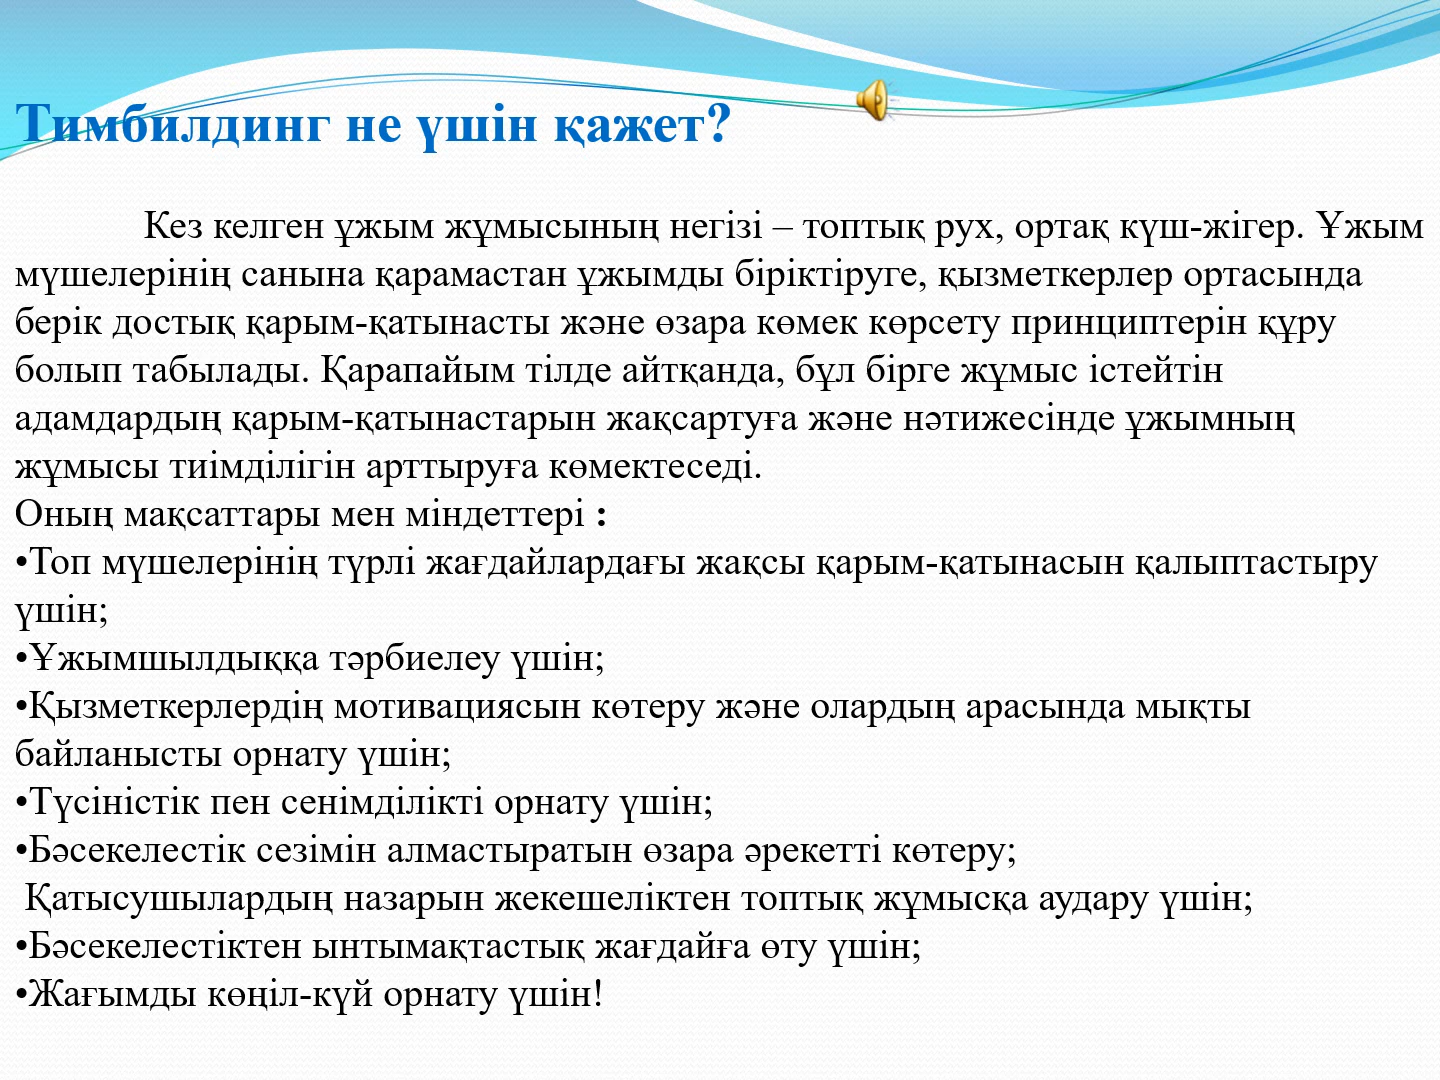 Тимбилдинг не үшін қажет?
Кез келген ұжым жұмысының негізі – топтық рух, ортақ күш-жігер. Ұжым
мүшелерінің санына қарамастан ұжымды біріктіруге, қызметкерлер ортасында
берік достық қарым-қатынасты және өзара көмек көрсету принциптерін құру
болып табылады. Қарапайым тілде айтқанда, бұл бірге жұмыс істейтін
адамдардың қарым-қатынастарын жақсартуға және нәтижесінде ұжымның
жұмысы тиімділігін арттыруға көмектеседі.
Оның мақсаттары мен міндеттері :
•Топ мүшелерінің түрлі жағдайлардағы жақсы қарым-қатынасын қалыптастыру
үшін;
•Ұжымшылдыққа тәрбиелеу үшін;
•Қызметкерлердің мотивациясын көтеру және олардың арасында мықты
байланысты орнату үшін;
•Түсіністік пен сенімділікті орнату үшін;
•Бәсекелестік сезімін алмастыратын өзара әрекетті көтеру;
Қатысушылардың назарын жекешеліктен топтық жұмысқа аудару үшін;
•Бәсекелестіктен ынтымақтастық жағдайға өту үшін;
•Жағымды көңіл-күй орнату үшін!